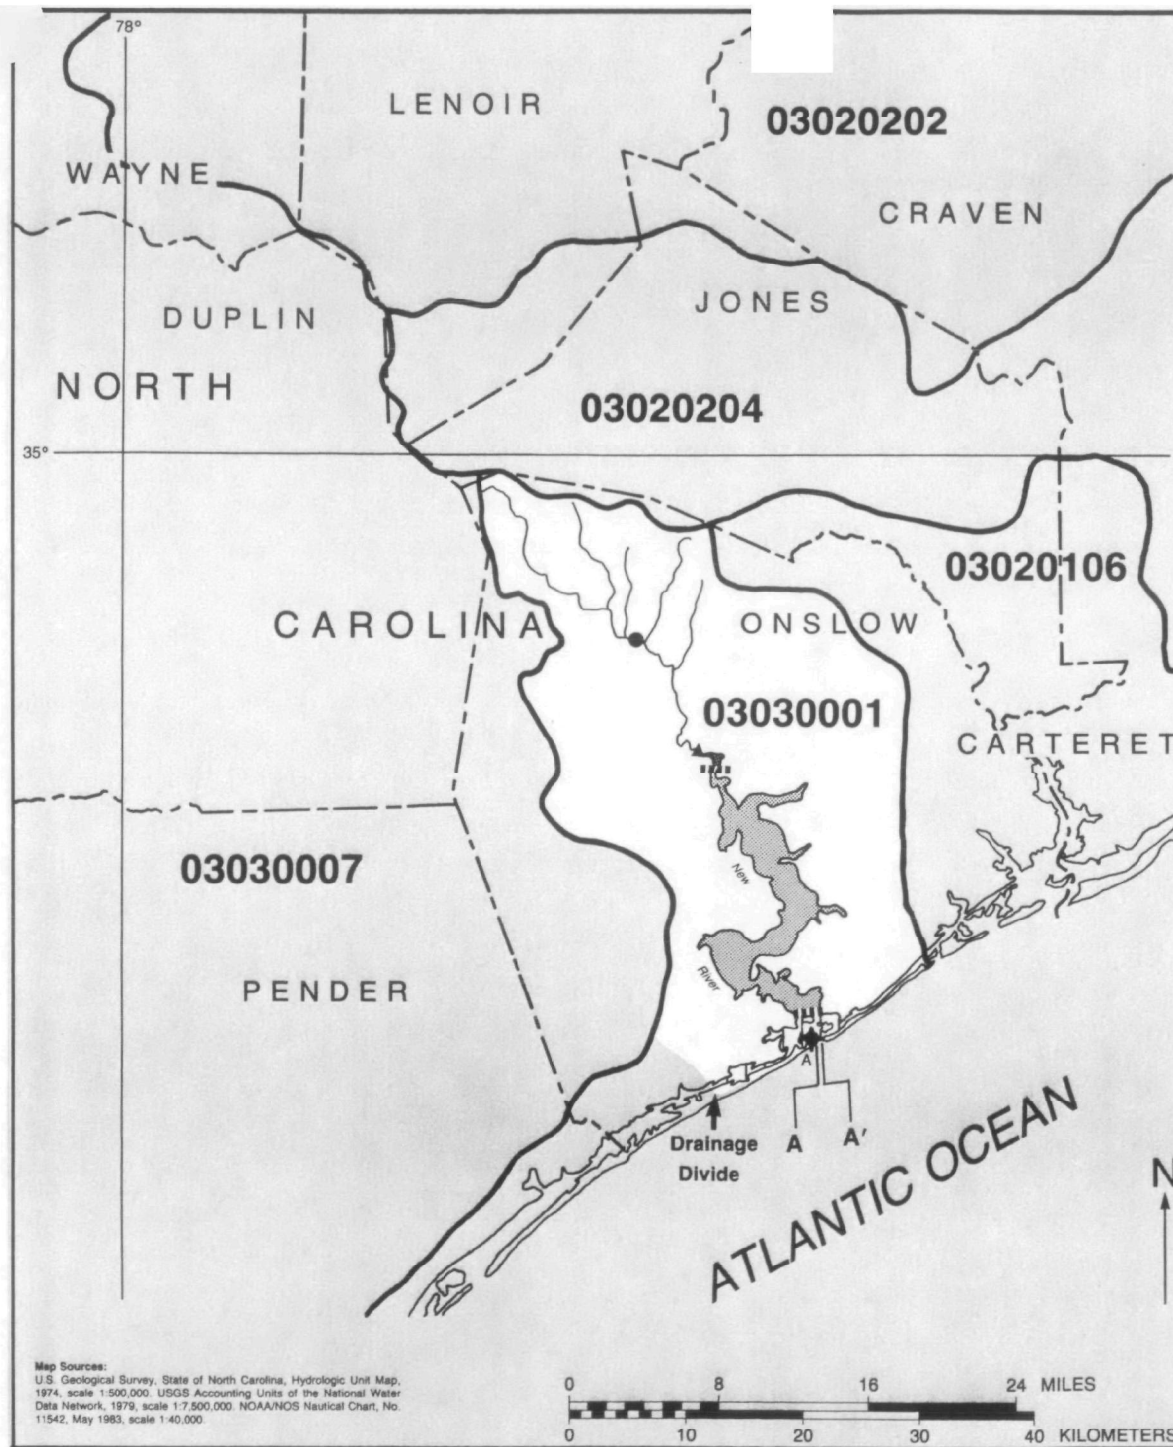 78°
LENOIR
03020202
WAYNE
CRAVEN
DUPLIN
JONES
NORTH
03020204
35°
03020106
CAROLINA
ONSLOW
03030001
CARTERET
03030007
New
River
PENDER
A
Drainage
Divide
A
A′
ATLANTIC OCEAN
N
Map Sources:
U.S. Geological Survey, State of North Carolina, Hydrologic Unit Map,
1974, scale 1:500,000. USGS Accounting Units of the National Water
Data Network, 1979, scale 1:7,500,000. NOAA/NOS Nautical Chart, No.
11542, May 1983, scale 1:40,000.
0 8 16 24 MILES
0 10 20 30 40 KILOMETERS